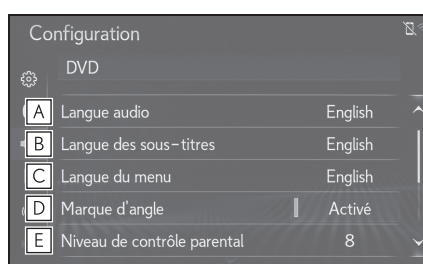 Configuration
DVD
A Langue audio English
B Langue des sous-titres English
C Langue du menu English
D Marque d'angle Activé
E Niveau de contrôle parental 8